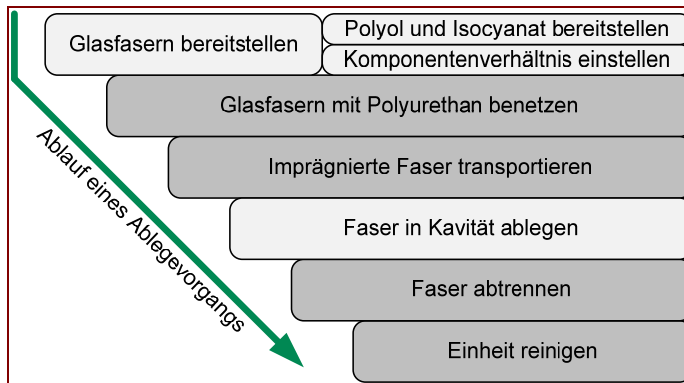 Glasfasern bereitstellen
Polyol und Isocyanat bereitstellen
Komponentenverhältnis einstellen
Glasfasern mit Polyurethan benetzen
Imprägnierte Faser transportieren
Faser in Kavität ablegen
Faser abtrennen
Einheit reinigen
Ablauf eines Ablegevorgangs